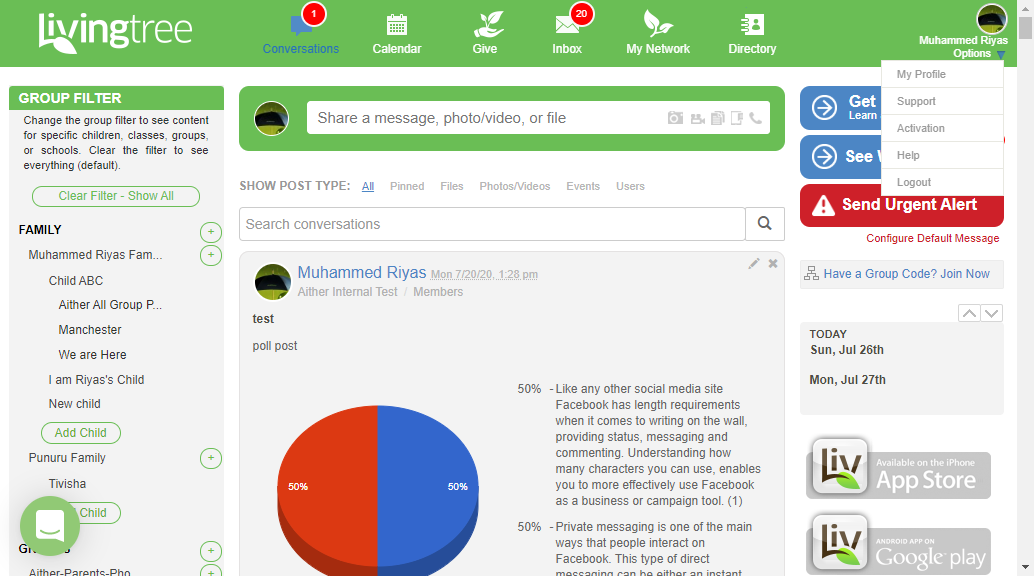 livingtree
1
Conversations
Calendar
Give
20
Inbox
My Network
Directory
Muhammed Riyas
Options
My Profile
Support
Activation
Help
Logout
GROUP FILTER
Change the group filter to see content
for specific children, classes, groups,
or schools. Clear the filter to see
everything (default).
Clear Filter - Show All
FAMILY
+
Muhammed Riyas Fam...
+
Child ABC
Aither All Group P...
Manchester
We are Here
I am Riyas's Child
New child
Add Child
Punuru Family
+
Tivisha
Child
+
Aither-Parents-Pho
+
Share a message, photo/video, or file
SHOW POST TYPE: All Pinned Files Photos/Videos Events Users
Search conversations
Muhammed Riyas Mon 7/20/20, 1:28 pm
Aither Internal Test / Members
test
poll post
50%
50%
50% - Like any other social media site
Facebook has length requirements
when it comes to writing on the wall,
providing status, messaging and
commenting. Understanding how
many characters you can use, enables
you to more effectively use Facebook
as a business or campaign tool. (1)
50% - Private messaging is one of the main
ways that people interact on
Facebook. This type of direct
messaging can be either an instant
Get
Learn
See
Send Urgent Alert
Configure Default Message
Have a Group Code? Join Now
TODAY
Sun, Jul 26th
Mon, Jul 27th
Liv
Available on the iPhone
App Store
Liv
ANDROID APP ON
Google play